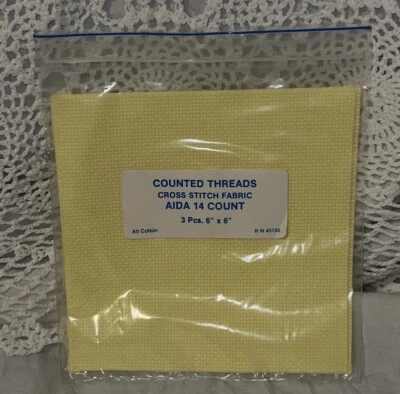 COUNTED THREADS
CROSS STITCH FABRIC
AIDA 14 COUNT
3 Pcs. 6" x 6"
All Cotton R N